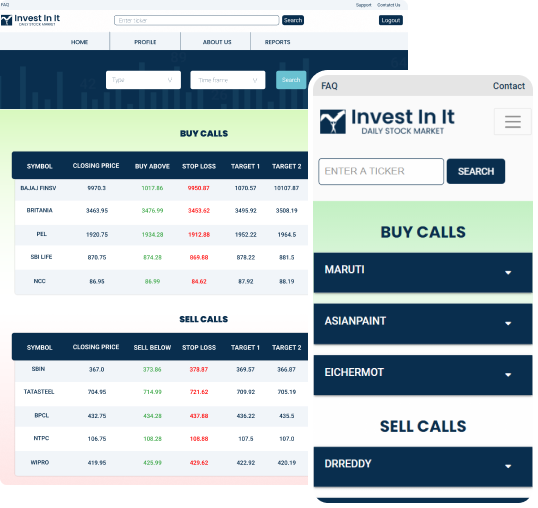 FAQ
Support Contatct Us
Invest In It
DAILY STOCK MARKET
Enter ticker
Search
Logout
HOME PROFILE ABOUT US REPORTS
Type
Time frame
Search
BUY CALLS
SYMBOL CLOSING PRICE BUY ABOVE STOP LOSS TARGET 1 TARGET 2
BAJAJ FINSV 9970.3 1017.86 9950.87 1070.57 10107.87
BRITANIA 3463.95 3476.99 3453.62 3495.92 3508.19
PEL 1920.75 1934.28 1912.88 1952.22 1964.5
SBI LIFE 870.75 874.28 869.88 878.22 881.5
NCC 86.95 86.99 84.62 87.92 88.19
SELL CALLS
SYMBOL CLOSING PRICE SELL BELOW STOP LOSS TARGET 1 TARGET 2
SBIN 367.0 373.86 378.87 369.57 366.87
TATASTEEL 704.95 714.99 721.62 709.92 705.19
BPCL 432.75 434.28 437.88 436.22 435.5
NTPC 106.75 108.28 108.88 107.5 107.0
WIPRO 419.95 425.99 429.62 422.92 420.19
FAQ Contact
Invest In It
DAILY STOCK MARKET
ENTER A TICKER SEARCH
BUY CALLS
MARUTI
ASIANPAINT
EICHERMOT
SELL CALLS
DRREDDY